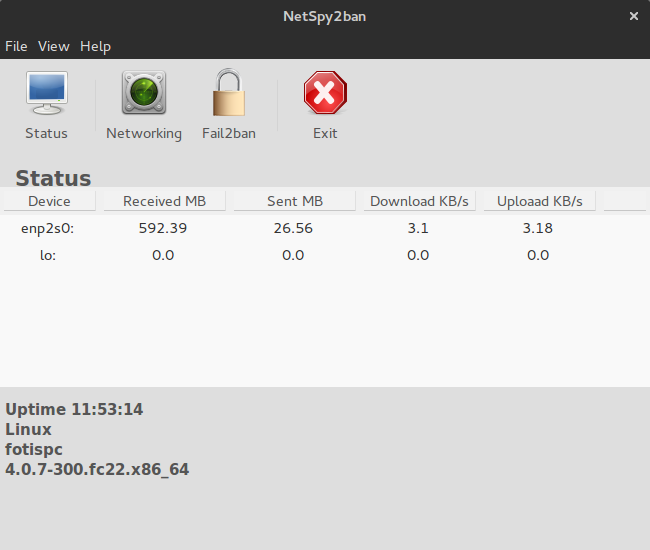 NetSpy2ban
File View Help
Status Networking Fail2ban Exit
Status
Device Received MB Sent MB Download KB/s Uploaad KB/s
enp2s0: 592.39 26.56 3.1 3.18
lo: 0.0 0.0 0.0 0.0
Uptime 11:53:14
Linux
fotispc
4.0.7-300.fc22.x86_64